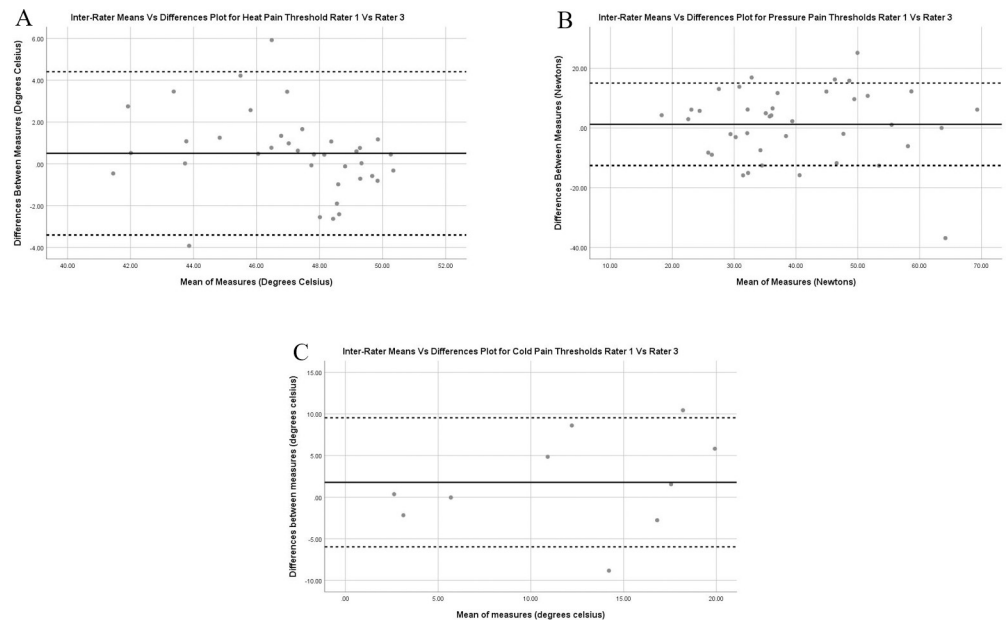 A
Inter-Rater Means Vs Differences Plot for Heat Pain Threshold Rater 1 Vs Rater 3
Differences Between Measures (Degrees Celsius)
6.00
4.00
2.00
.00
-2.00
-4.00
40.00 42.00 44.00 46.00 48.00 50.00 52.00
Mean of Measures (Degrees Celsius)
B
Inter-Rater Means Vs Differences Plot for Pressure Pain Thresholds Rater 1 Vs Rater 3
Differences Between Measures (Newtons)
20.00
.00
-20.00
-40.00
10.00 20.00 30.00 40.00 50.00 60.00 70.00
Mean of Measures (Newtons)
C
Inter-Rater Means Vs Differences Plot for Cold Pain Thresholds Rater 1 Vs Rater 3
Differences between measures (degrees celsius)
15.00
10.00
5.00
.00
-5.00
-10.00
.00 5.00 10.00 15.00 20.00
Mean of measures (degrees celsius)